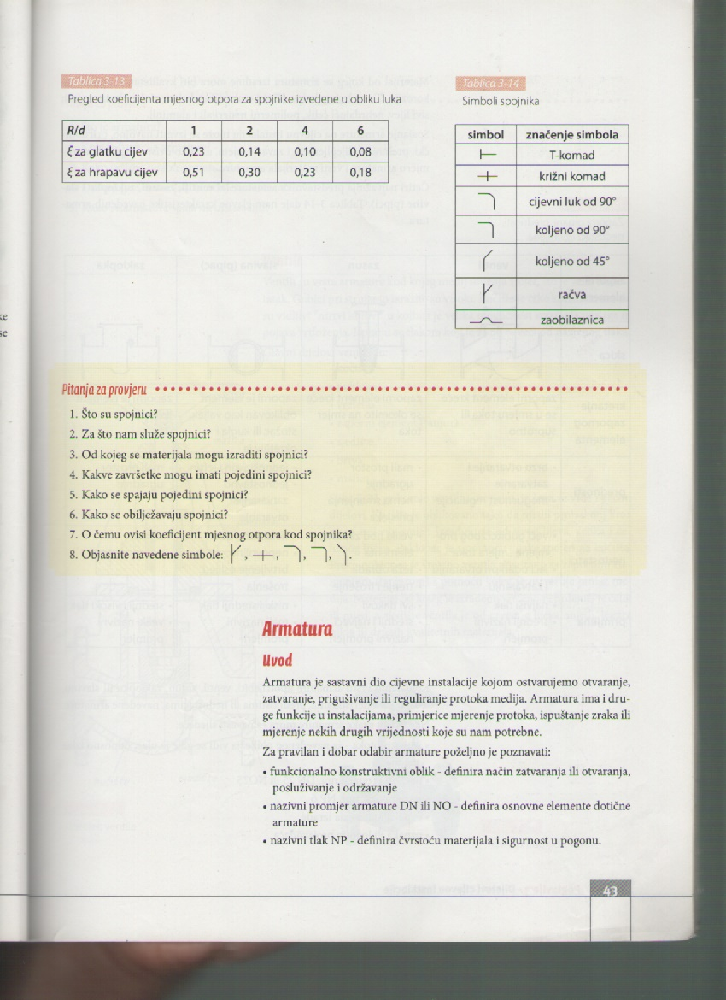 Tablica 3-13
Pregled koeficijenta mjesnog otpora za spojnike izvedene u obliku luka
R/d 1 2 4 6
ξ za glatku cijev 0,23 0,14 0,10 0,08
ξ za hrapavu cijev 0,51 0,30 0,23 0,18
Tablica 3-14
Simboli spojnika
simbol značenje simbola
T-komad
križni komad
cijevni luk od 90°
koljeno od 90°
koljeno od 45°
račva
zaobilaznica
Pitanja za provjeru
1. Što su spojnici?
2. Za što nam služe spojnici?
3. Od kojeg se materijala mogu izraditi spojnici?
4. Kakve završetke mogu imati pojedini spojnici?
5. Kako se spajaju pojedini spojnici?
6. Kako se obilježavaju spojnici?
7. O čemu ovisi koeficijent mjesnog otpora kod spojnika?
8. Objasnite navedene simbole: , , , , .
Armatura
Uvod
Armatura je sastavni dio cijevne instalacije kojom ostvarujemo otvaranje,
zatvaranje, prigušivanje ili reguliranje protoka medija. Armatura ima i dru-
ge funkcije u instalacijama, primjerice mjerenje protoka, ispuštanje zraka ili
mjerenje nekih drugih vrijednosti koje su nam potrebne.
Za pravilan i dobar odabir armature poželjno je poznavati:
• funkcionalno konstruktivni oblik - definira način zatvaranja ili otvaranja,
posluživanje i održavanje
• nazivni promjer armature DN ili NO - definira osnovne elemente dotične
armature
• nazivni tlak NP - definira čvrstoću materijala i sigurnost u pogonu.
43